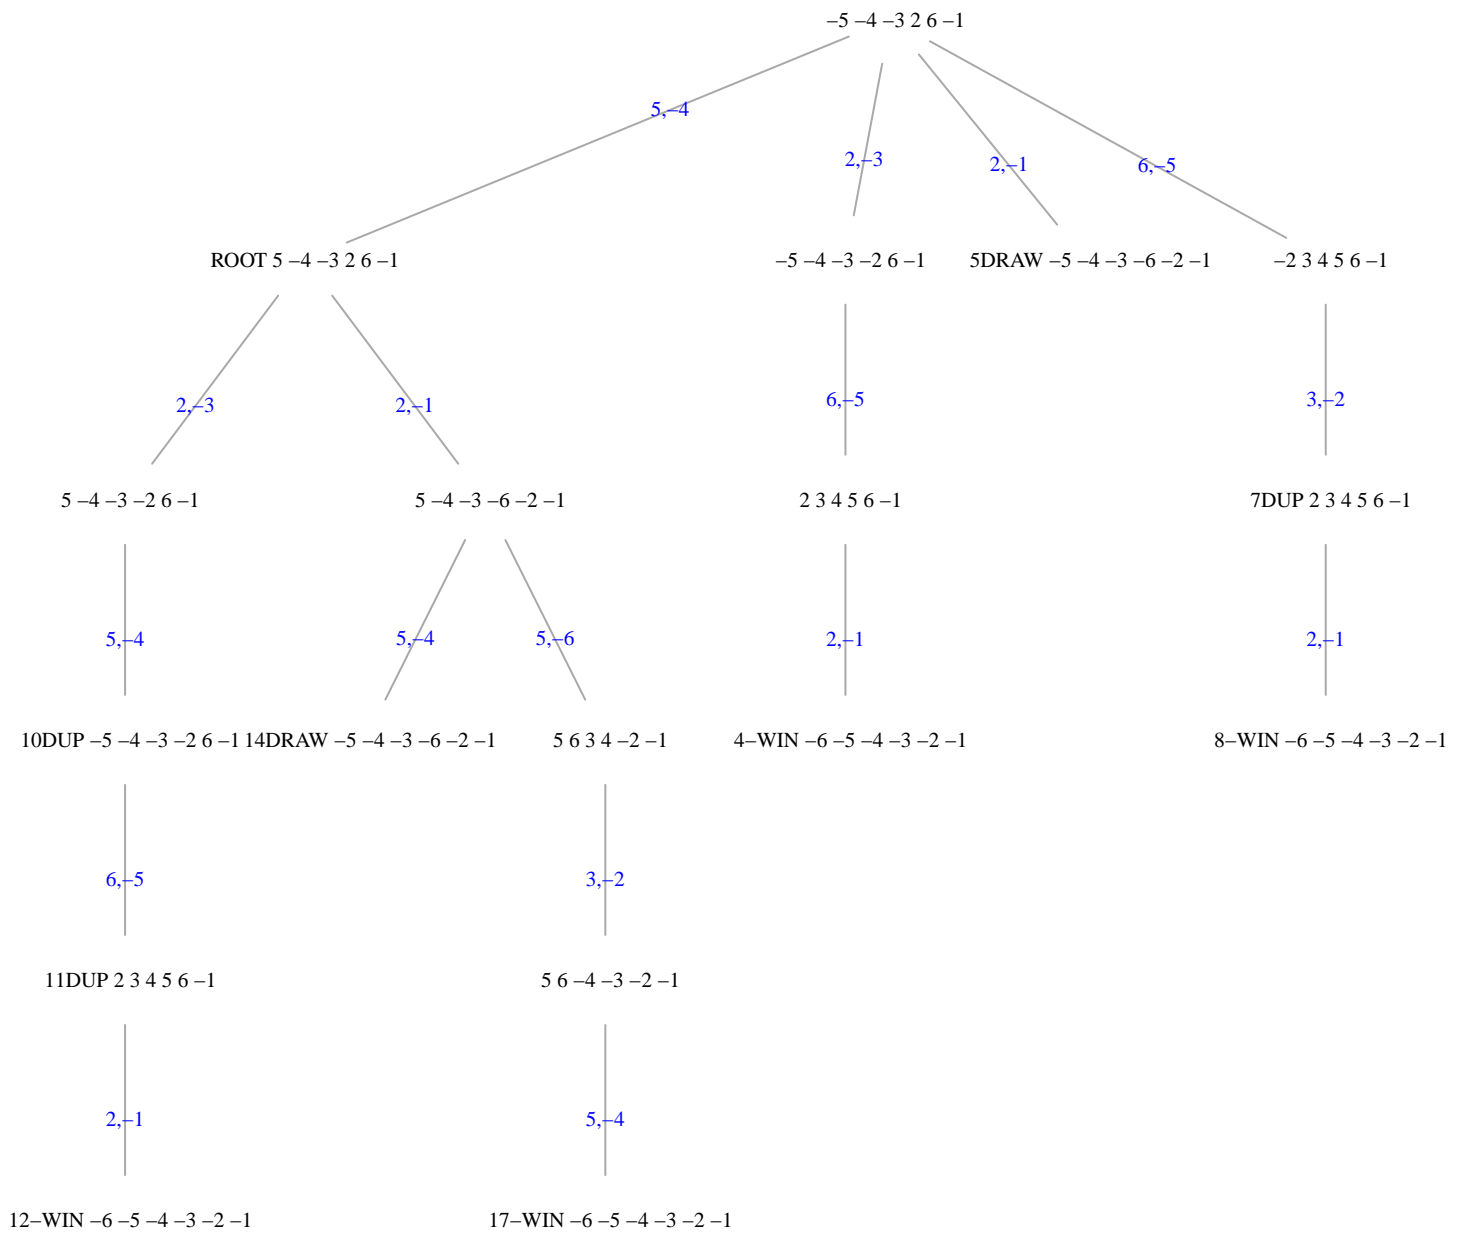 –5 –4 –3 2 6 –1
5,–4
2,–3
2,–1
6,–5
ROOT 5 –4 –3 2 6 –1
–5 –4 –3 –2 6 –1
5DRAW –5 –4 –3 –6 –2 –1
–2 3 4 5 6 –1
2,–3
2,–1
6,–5
3,–2
5 –4 –3 –2 6 –1
5 –4 –3 –6 –2 –1
2 3 4 5 6 –1
7DUP 2 3 4 5 6 –1
5,–4
5,–4
5,–6
2,–1
2,–1
10DUP –5 –4 –3 –2 6 –1
14DRAW –5 –4 –3 –6 –2 –1
5 6 3 4 –2 –1
4–WIN –6 –5 –4 –3 –2 –1
8–WIN –6 –5 –4 –3 –2 –1
6,–5
3,–2
11DUP 2 3 4 5 6 –1
5 6 –4 –3 –2 –1
2,–1
5,–4
12–WIN –6 –5 –4 –3 –2 –1
17–WIN –6 –5 –4 –3 –2 –1